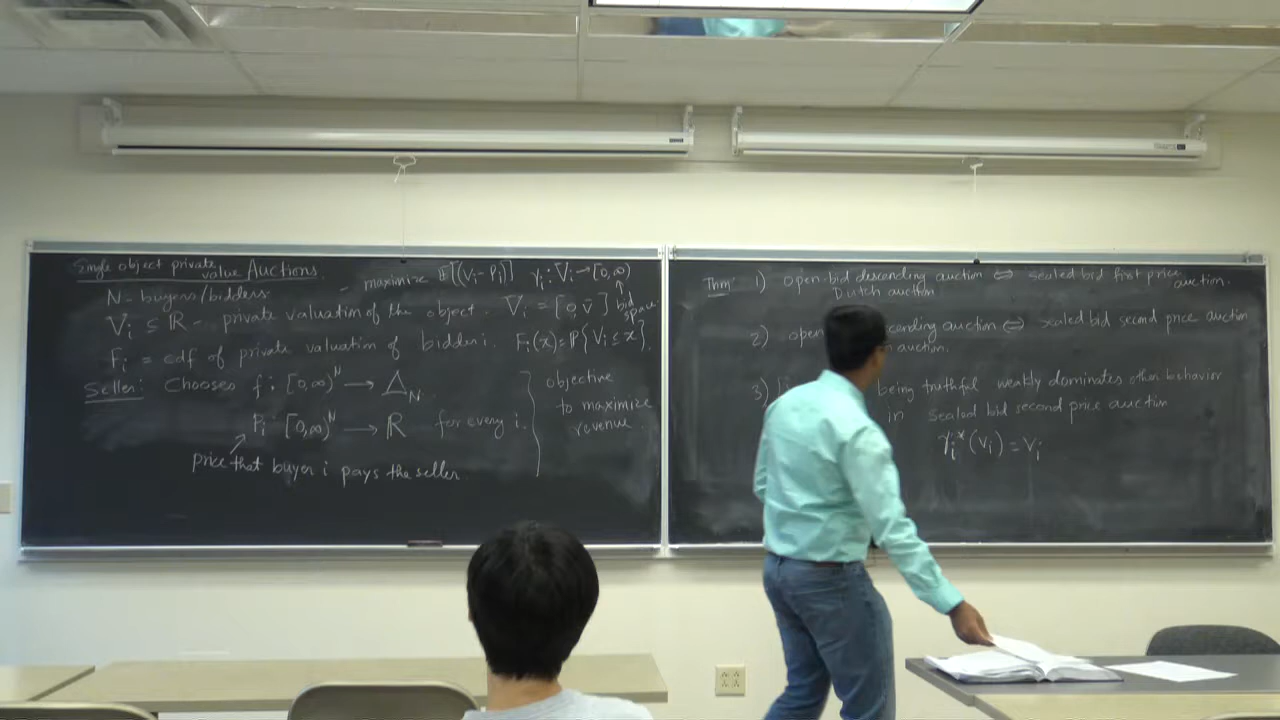 Single object private
value Auctions.
- maximize E[(Vi - Pi)] γi : Vi → [0,∞)
↑ bid space
N - buyers/bidders
Vi ⊆ ℝ - private valuation of the object. Vi = [0, v̄]
Fi = cdf of private valuation of bidder i. Fi(x) = P{Vi ≤ x}.
Seller: Chooses f : [0,∞)^N → Δ_N
Pi : [0,∞)^N → ℝ for every i.
price that buyer i pays the seller.
objective
to maximize
revenue.
Thm: 1) open-bid descending auction ⇔ sealed bid first price
auction.
Dutch auction
2) open cending auction ⇔ sealed bid second price auction
auction.
3) being truthful weakly dominates other behavior
in sealed bid second price auction
γi*(Vi) = Vi